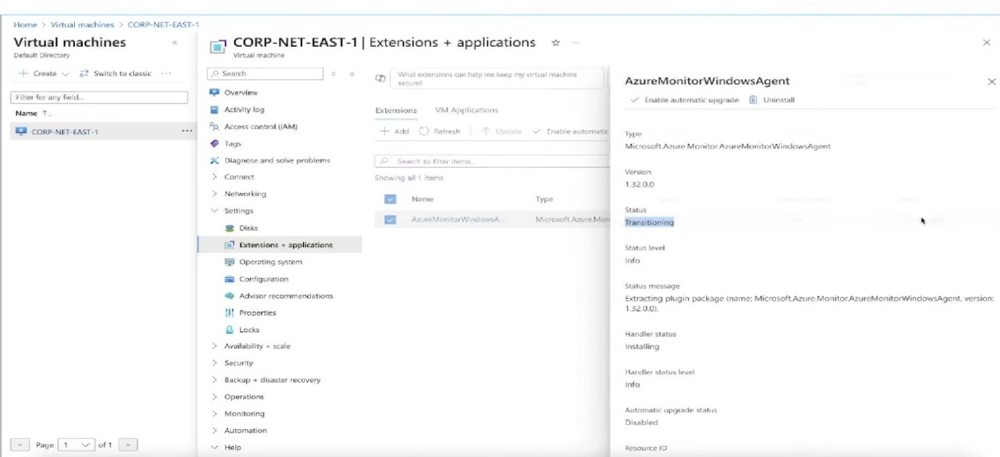 Home > Virtual machines > CORP-NET-EAST-1
Virtual machines
Default Directory
Create
Switch to classic
Filter for any field...
Name
CORP-NET-EAST-1
Page 1 of 1
CORP-NET-EAST-1 | Extensions + applications
Virtual machine
Search
Overview
Activity log
Access control (IAM)
Tags
Diagnose and solve problems
Connect
Networking
Settings
Disks
Extensions + applications
Operating system
Configuration
Advisor recommendations
Properties
Locks
Availability + scale
Security
Backup + disaster recovery
Operations
Monitoring
Automation
Help
What extensions can help me keep my virtual machine
secure?
Extensions VM Applications
Add Refresh Update Enable automatic
Search to filter items...
Showing all 1 items
Name Type
AzureMonitorWindowsA... Microsoft.Azure.Mon
AzureMonitorWindowsAgent
Enable automatic upgrade Uninstall
Type
Microsoft.Azure.Monitor.AzureMonitorWindowsAgent
Version
1.32.0.0
Status
Transitioning
Status level
Info
Status message
Extracting plugin package (name: Microsoft.Azure.Monitor.AzureMonitorWindowsAgent, version:
1.32.0.0).
Handler status
Installing
Handler status level
Info
Automatic upgrade status
Disabled
Resource ID